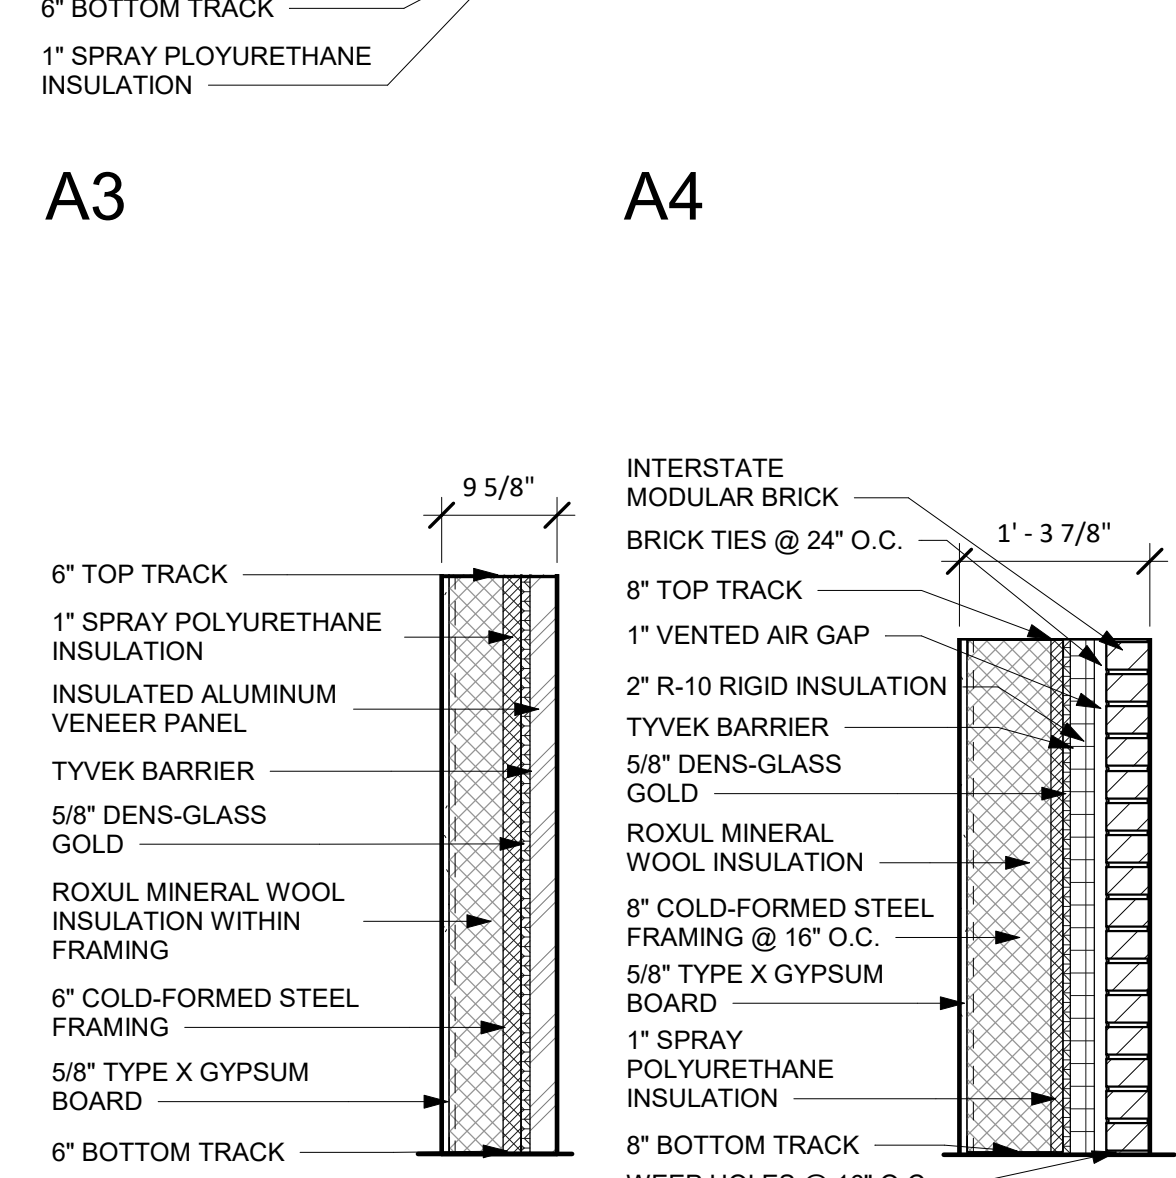 6" BOTTOM TRACK
1" SPRAY PLOYURETHANE
INSULATION
A3
A4
9 5/8"
6" TOP TRACK
1" SPRAY POLYURETHANE
INSULATION
INSULATED ALUMINUM
VENEER PANEL
TYVEK BARRIER
5/8" DENS-GLASS
GOLD
ROXUL MINERAL WOOL
INSULATION WITHIN
FRAMING
6" COLD-FORMED STEEL
FRAMING
5/8" TYPE X GYPSUM
BOARD
6" BOTTOM TRACK
INTERSTATE
MODULAR BRICK
BRICK TIES @ 24" O.C.
1' - 3 7/8"
8" TOP TRACK
1" VENTED AIR GAP
2" R-10 RIGID INSULATION
TYVEK BARRIER
5/8" DENS-GLASS
GOLD
ROXUL MINERAL
WOOL INSULATION
8" COLD-FORMED STEEL
FRAMING @ 16" O.C.
5/8" TYPE X GYPSUM
BOARD
1" SPRAY
POLYURETHANE
INSULATION
8" BOTTOM TRACK
WEEP HOLES @ 16" O.C.